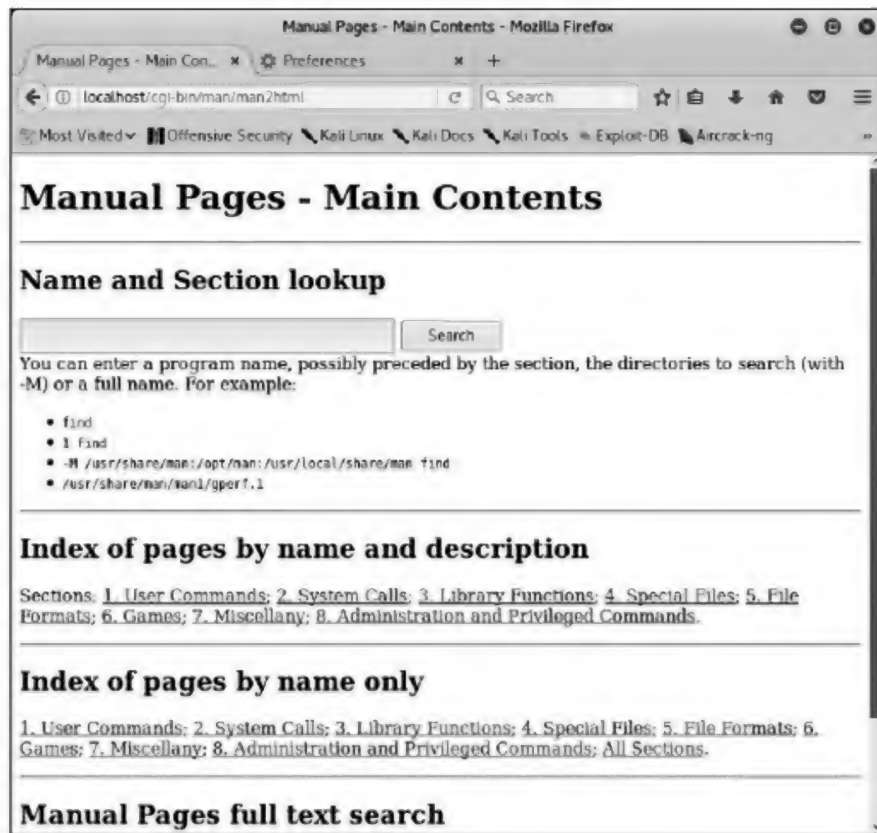 Manual Pages - Main Contents - Mozilla Firefox
Manual Pages - Main Con... Preferences
localhost/cgi-bin/man/man2html Search
Most Visited Offensive Security Kali Linux Kali Docs Kali Tools Exploit-DB Aircrack-ng
Manual Pages - Main Contents
Name and Section lookup
Search
You can enter a program name, possibly preceded by the section, the directories to search (with
-M) or a full name. For example:
• find
• 1 find
• -M /usr/share/man:/opt/man:/usr/local/share/man find
• /usr/share/man/man1/gperf.1
Index of pages by name and description
Sections: 1. User Commands; 2. System Calls; 3. Library Functions; 4. Special Files; 5. File
Formats; 6. Games; 7. Miscellany; 8. Administration and Privileged Commands.
Index of pages by name only
1. User Commands; 2. System Calls; 3. Library Functions; 4. Special Files; 5. File Formats; 6.
Games; 7. Miscellany; 8. Administration and Privileged Commands; All Sections.
Manual Pages full text search